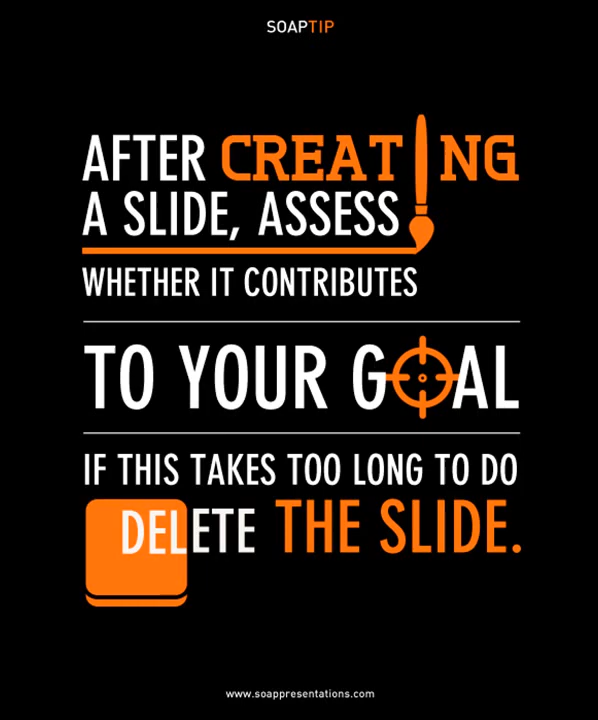 SOAPTIP
AFTER CREATING
A SLIDE, ASSESS
WHETHER IT CONTRIBUTES
TO YOUR GOAL
IF THIS TAKES TOO LONG TO DO
DELETE THE SLIDE.
www.soappresentations.com